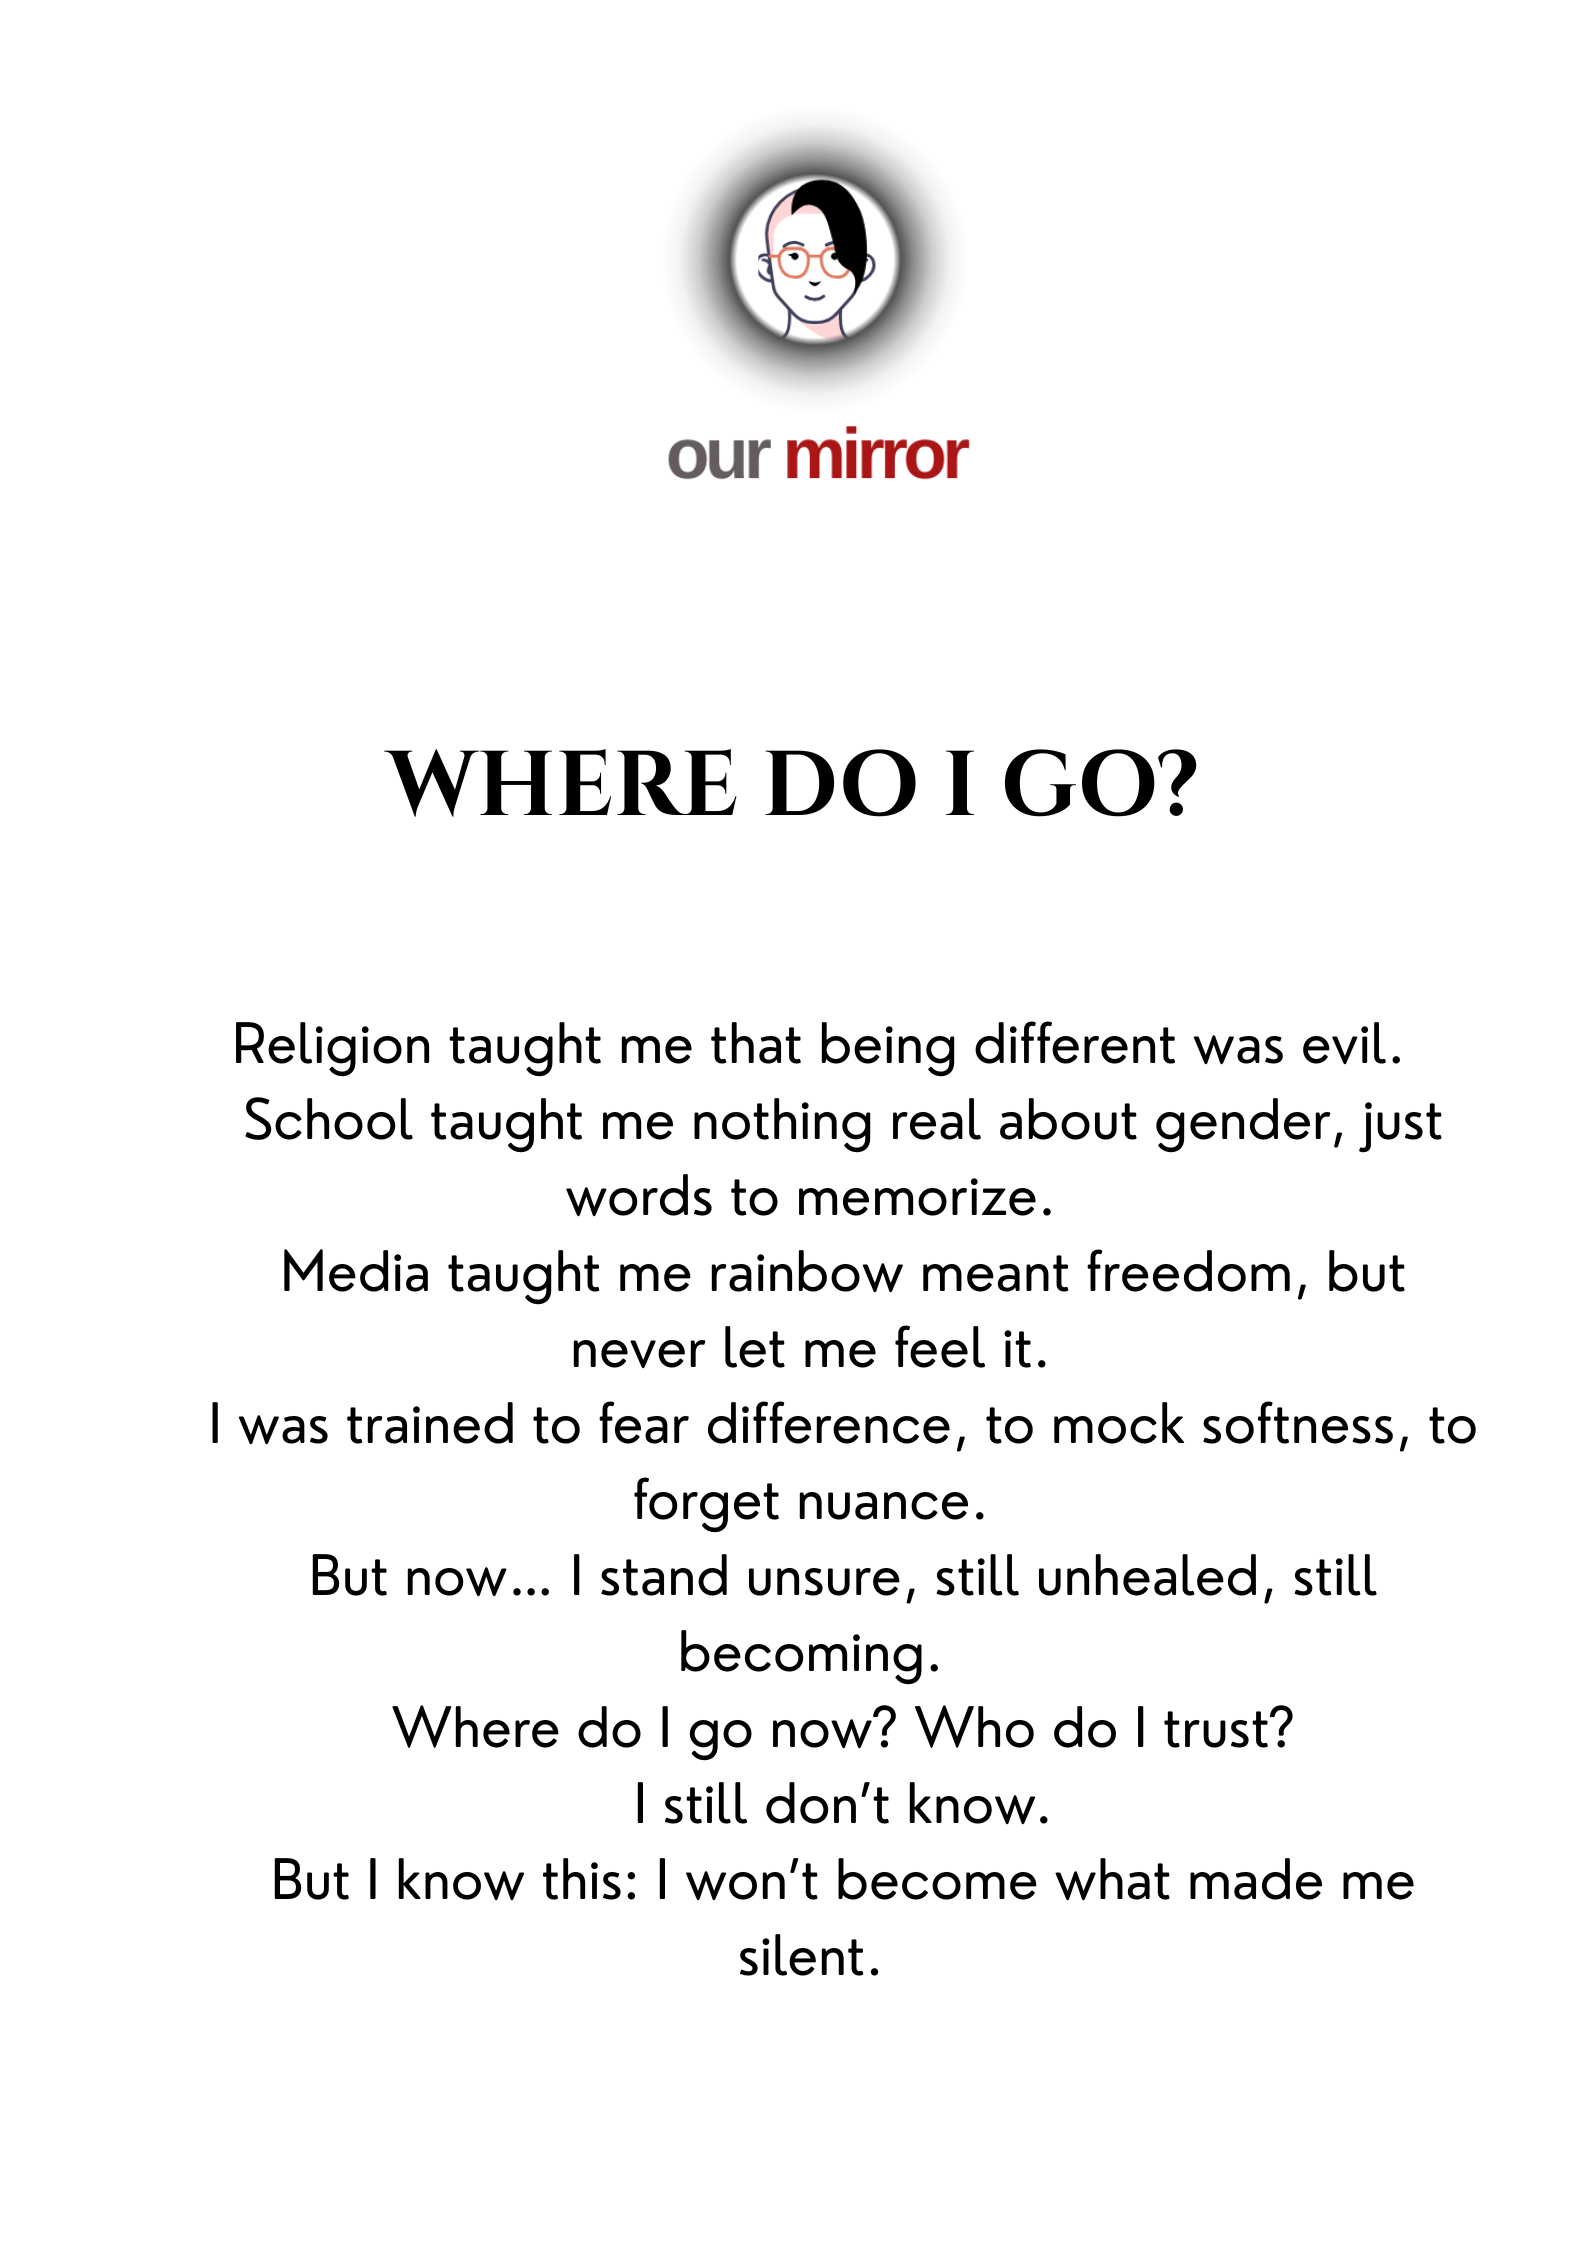 our mirror
WHERE DO I GO?
Religion taught me that being different was evil.
School taught me nothing real about gender, just
words to memorize.
Media taught me rainbow meant freedom, but
never let me feel it.
I was trained to fear difference, to mock softness, to
forget nuance.
But now... I stand unsure, still unhealed, still
becoming.
Where do I go now? Who do I trust?
I still don’t know.
But I know this: I won’t become what made me
silent.